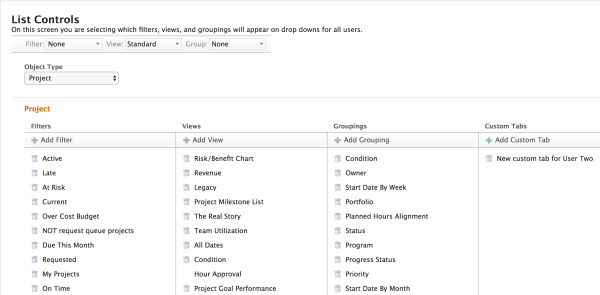 List Controls
On this screen you are selecting which filters, views, and groupings will appear on drop downs for all users.
Filter: None View: Standard Group: None
Object Type
Project
Project
Filters Views Groupings Custom Tabs
Add Filter Add View Add Grouping Add Custom Tab
Active Risk/Benefit Chart Condition New custom tab for User Two
Late Revenue Owner
At Risk Legacy Start Date By Week
Current Project Milestone List Portfolio
Over Cost Budget The Real Story Planned Hours Alignment
NOT request queue projects Team Utilization Status
Due This Month All Dates Program
Requested Condition Progress Status
My Projects Hour Approval Priority
On Time Project Goal Performance Start Date By Month